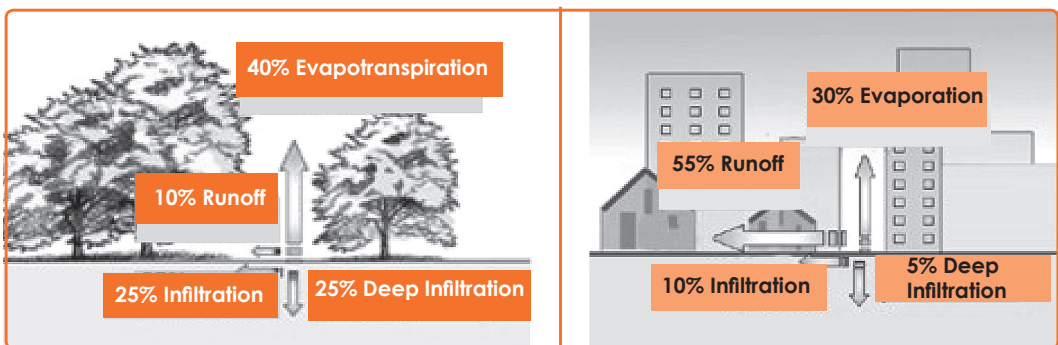 40% Evapotranspiration
10% Runoff
25% Infiltration
25% Deep Infiltration
30% Evaporation
55% Runoff
10% Infiltration
5% Deep
Infiltration